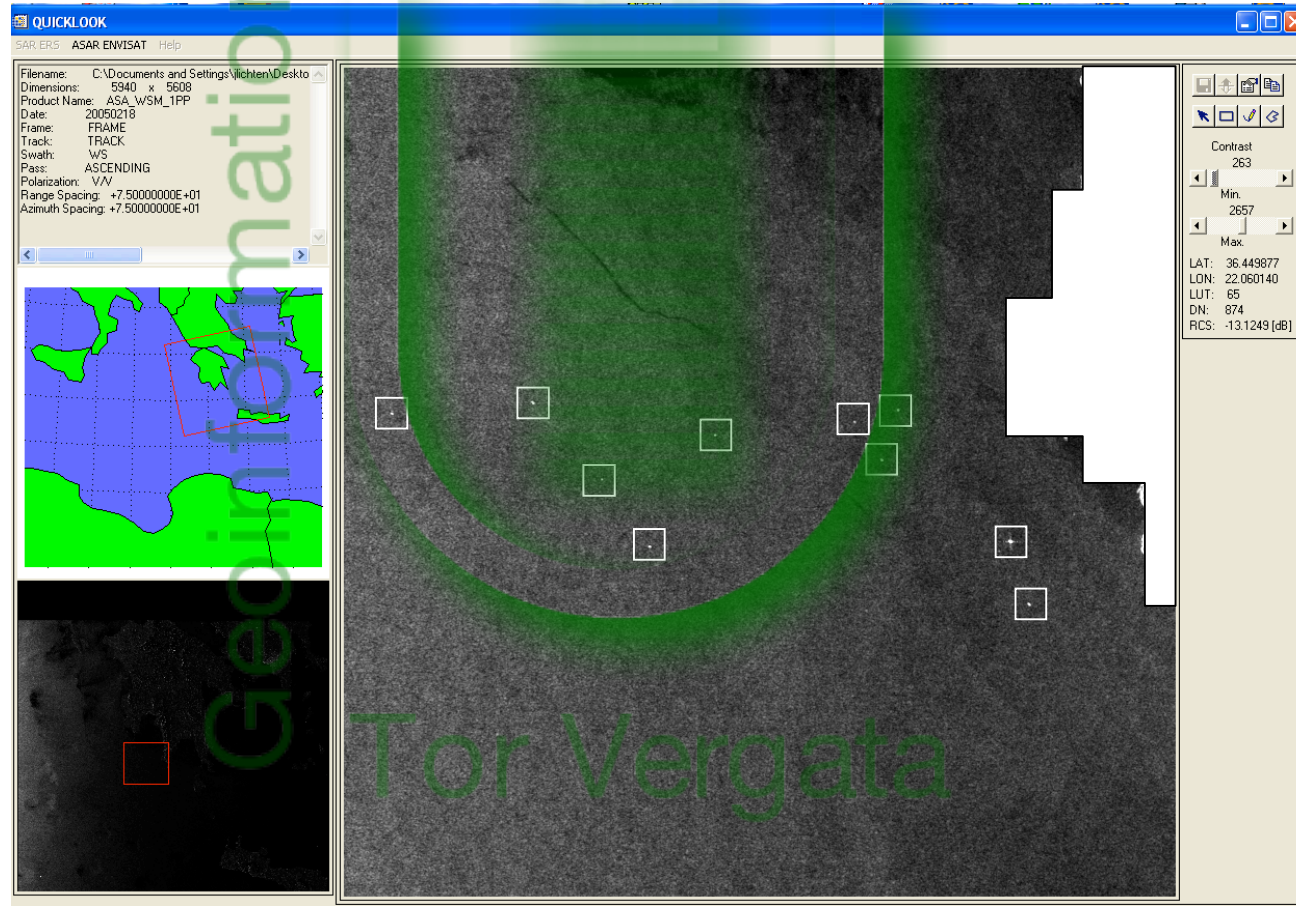 QUICKLOOK
SAR ERS ASAR ENVISAT Help
Filename: C:\Documents and Settings\jlichten\Deskto
Dimensions: 5940 x 5608
Product Name: ASA_WSM_1PP
Date: 20050218
Frame: FRAME
Track: TRACK
Swath: WS
Pass: ASCENDING
Polarization: V/V
Range Spacing: +7.50000000E+01
Azimuth Spacing: +7.50000000E+01
Contrast
263
Min.
2657
Max.
LAT: 36.449877
LON: 22.060140
LUT: 65
DN: 874
RCS: -13.1249 [dB]
Geoinformatio
Tor Vergata